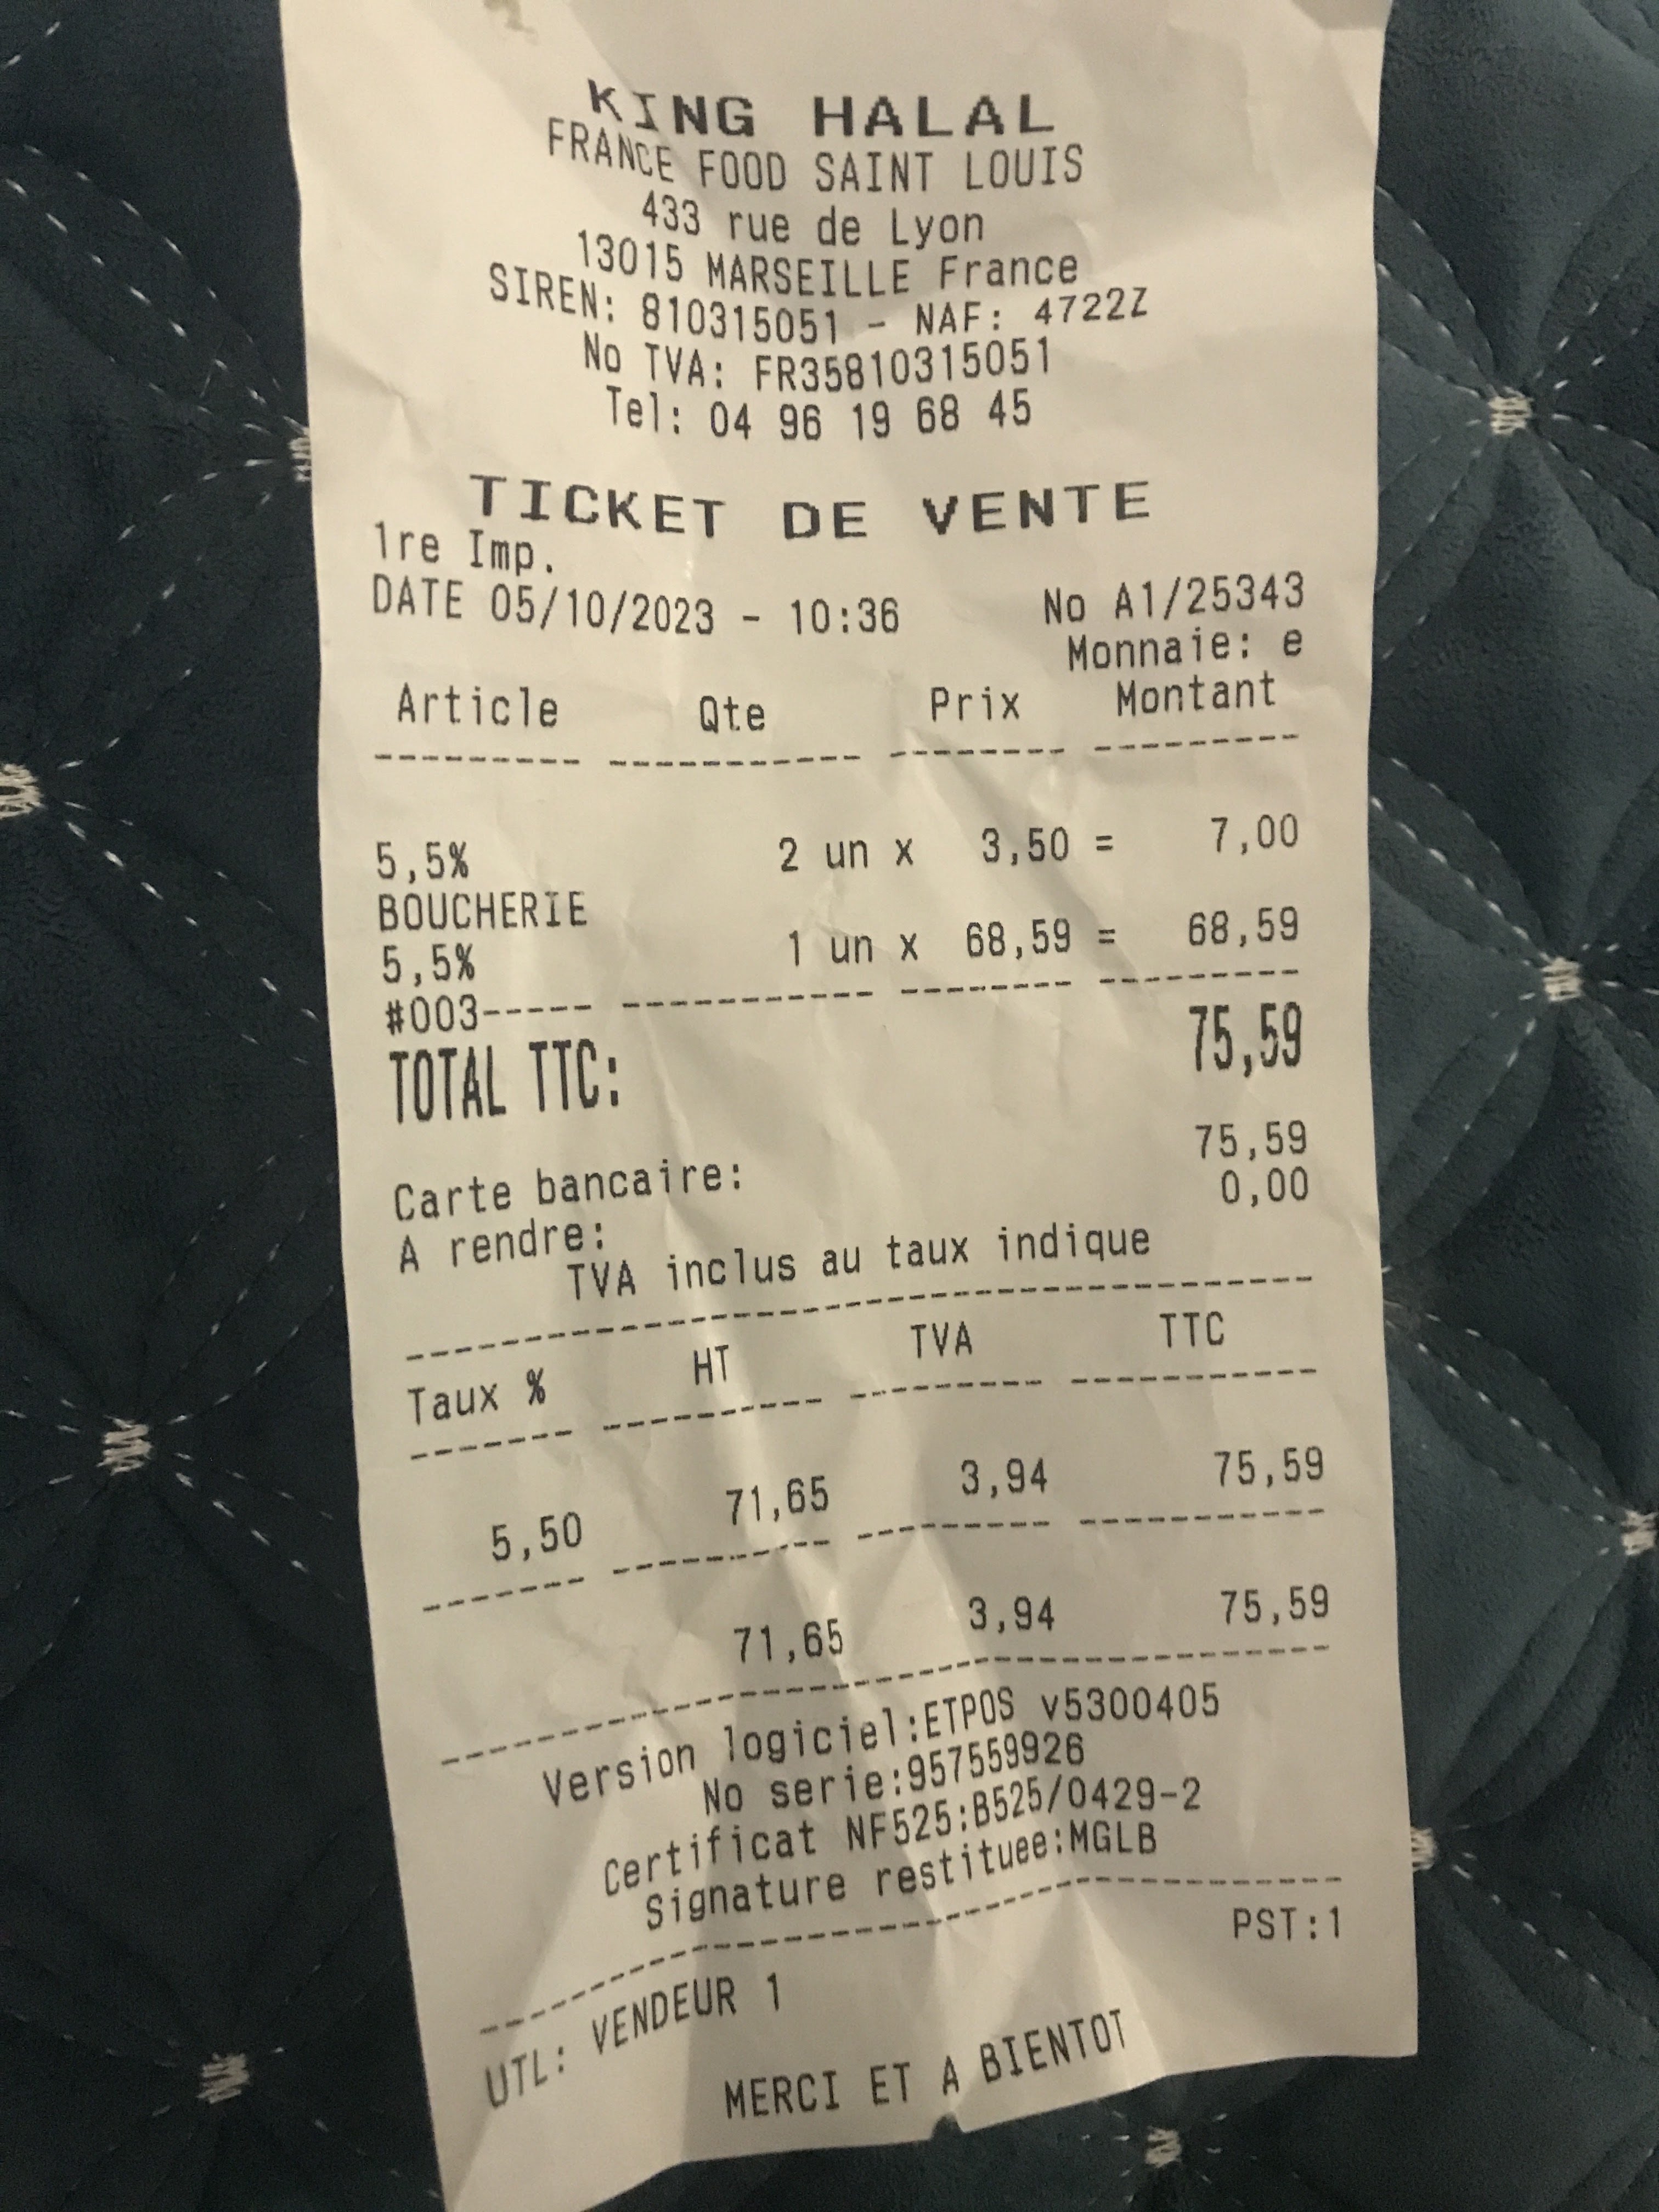 KING HALAL
FRANCE FOOD SAINT LOUIS
433 rue de Lyon
13015 MARSEILLE France
SIREN: 810315051 - NAF: 4722Z
No TVA: FR35810315051
Tel: 04 96 19 68 45
TICKET DE VENTE
1re Imp.
DATE 05/10/2023 - 10:36 No A1/25343
Monnaie: e
Article Qte Prix Montant
--------- ----------- -------- ---------
5,5% 2 un x 3,50 = 7,00
BOUCHERIE
5,5% 1 un x 68,59 = 68,59
#003----- ----------- -------- ---------
TOTAL TTC: 75,59
Carte bancaire: 75,59
A rendre: 0,00
TVA inclus au taux indique
----------------------------------------
Taux % HT TVA TTC
------- ---------- --------- -----------
5,50 71,65 3,94 75,59
------- ---------- --------- -----------
71,65 3,94 75,59
----------------------------------------
Version logiciel:ETPOS v5300405
No serie:957559926
Certificat NF525:B525/0429-2
Signature restituee:MGLB
----------------------------------------
UTL: VENDEUR 1 PST:1
MERCI ET A BIENTOT